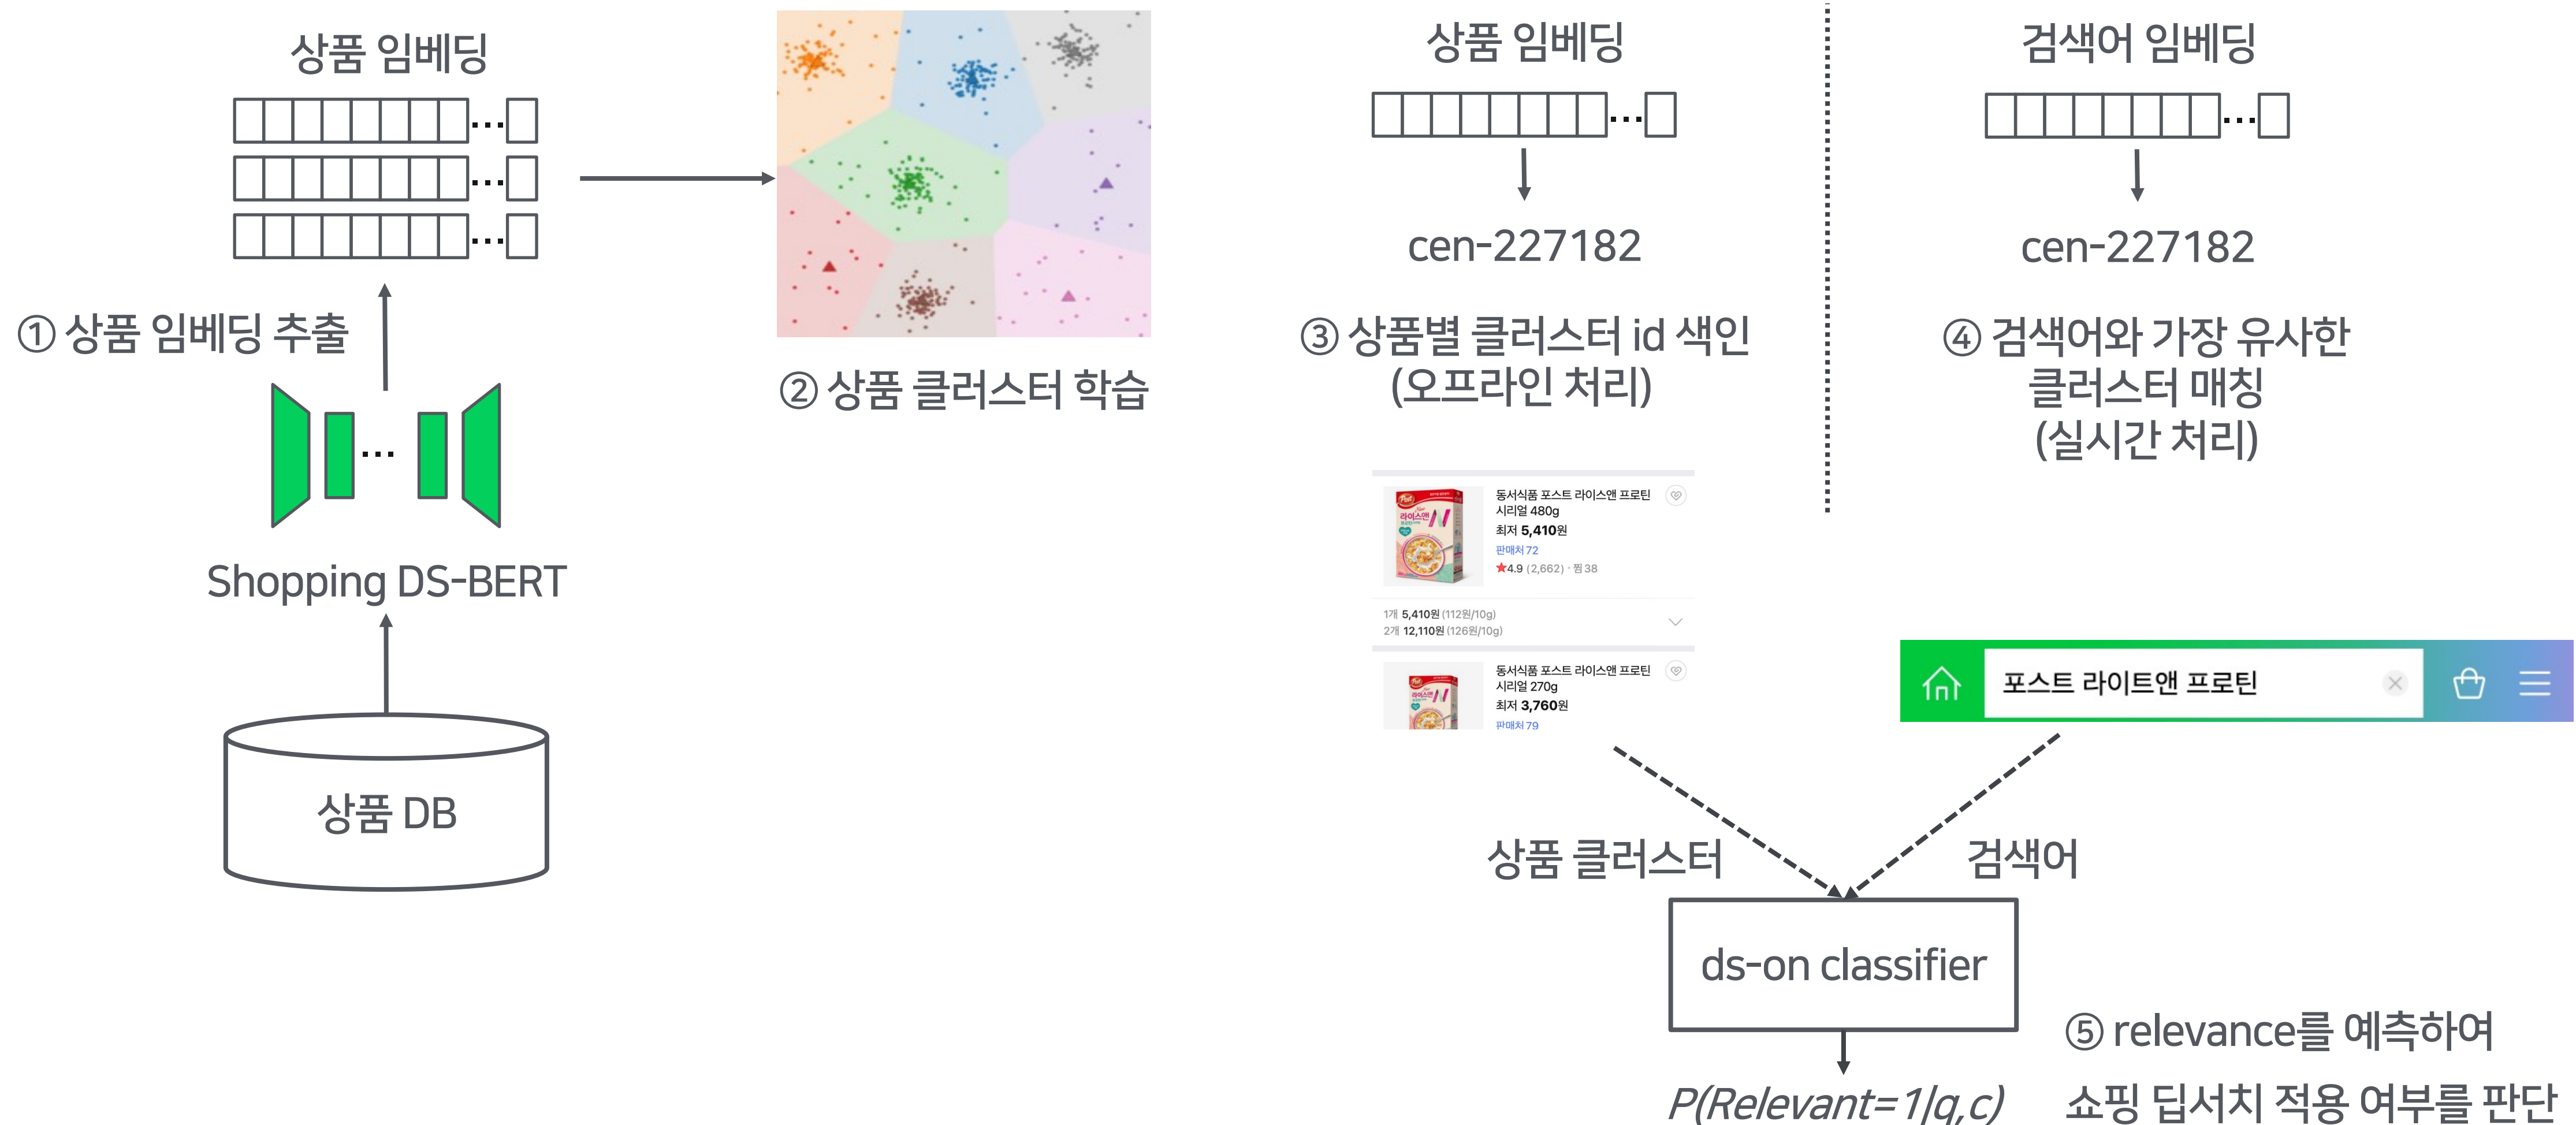 상품 임베딩
① 상품 임베딩 추출
Shopping DS-BERT
상품 DB
② 상품 클러스터 학습
상품 임베딩
cen-227182
③ 상품별 클러스터 id 색인
(오프라인 처리)
검색어 임베딩
cen-227182
④ 검색어와 가장 유사한
클러스터 매칭
(실시간 처리)
Post
라이스앤
동서식품 포스트 라이스앤 프로틴
시리얼 480g
최저 5,410원
판매처 72
★4.9 (2,662) · 찜 38
1개 5,410원 (112원/10g)
2개 12,110원 (126원/10g)
동서식품 포스트 라이스앤 프로틴
시리얼 270g
최저 3,760원
판매처 79
포스트 라이트앤 프로틴
상품 클러스터
검색어
ds-on classifier
P(Relevant=1|q,c)
⑤ relevance를 예측하여
쇼핑 딥서치 적용 여부를 판단